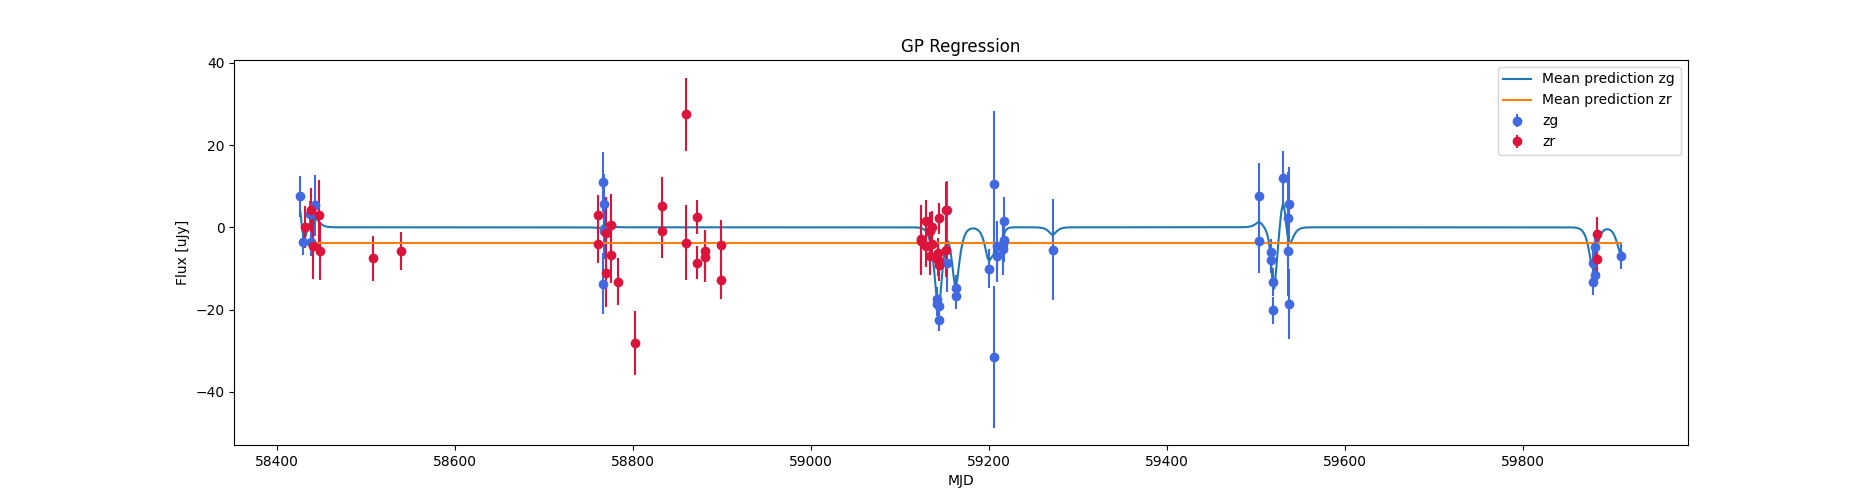 GP Regression
40
20
0
−20
−40
Flux [uJy]
58400
58600
58800
59000
59200
59400
59600
59800
MJD
Mean prediction zg
Mean prediction zr
zg
zr